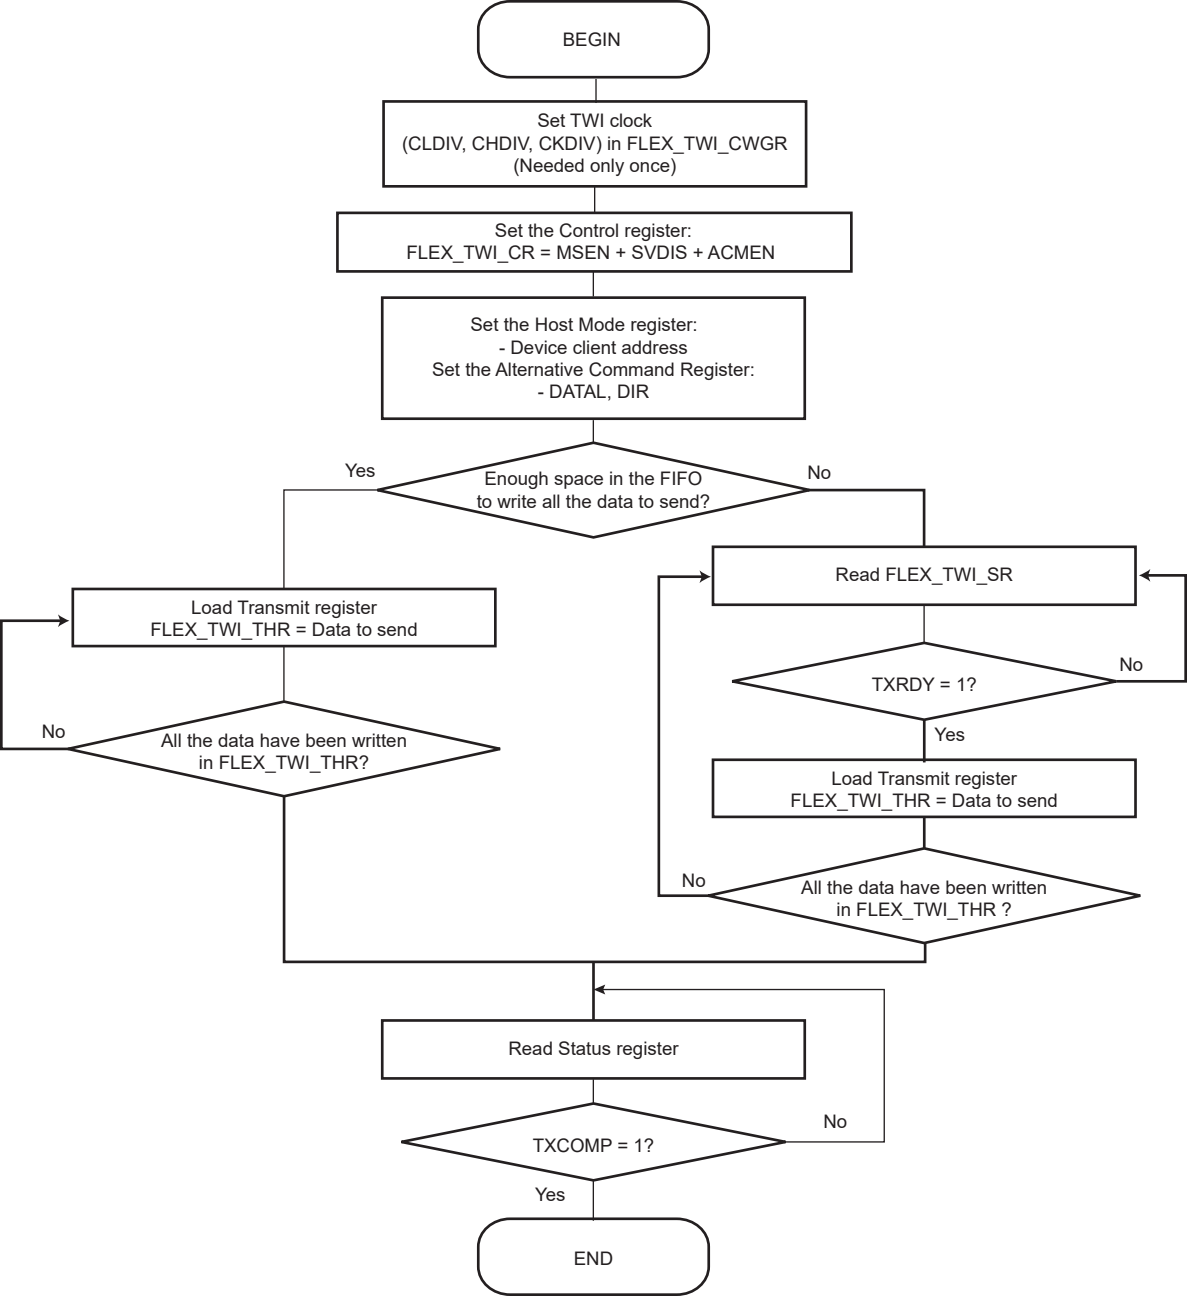 BEGIN
Set TWI clock
(CLDIV, CHDIV, CKDIV) in FLEX_TWI_CWGR
(Needed only once)
Set the Control register:
FLEX_TWI_CR = MSEN + SVDIS + ACMEN
Set the Host Mode register:
- Device client address
Set the Alternative Command Register:
- DATAL, DIR
Yes
Enough space in the FIFO
to write all the data to send?
No
Load Transmit register
FLEX_TWI_THR = Data to send
No
All the data have been written
in FLEX_TWI_THR?
Read FLEX_TWI_SR
TXRDY = 1?
No
Yes
Load Transmit register
FLEX_TWI_THR = Data to send
No
All the data have been written
in FLEX_TWI_THR ?
Read Status register
TXCOMP = 1?
No
Yes
END